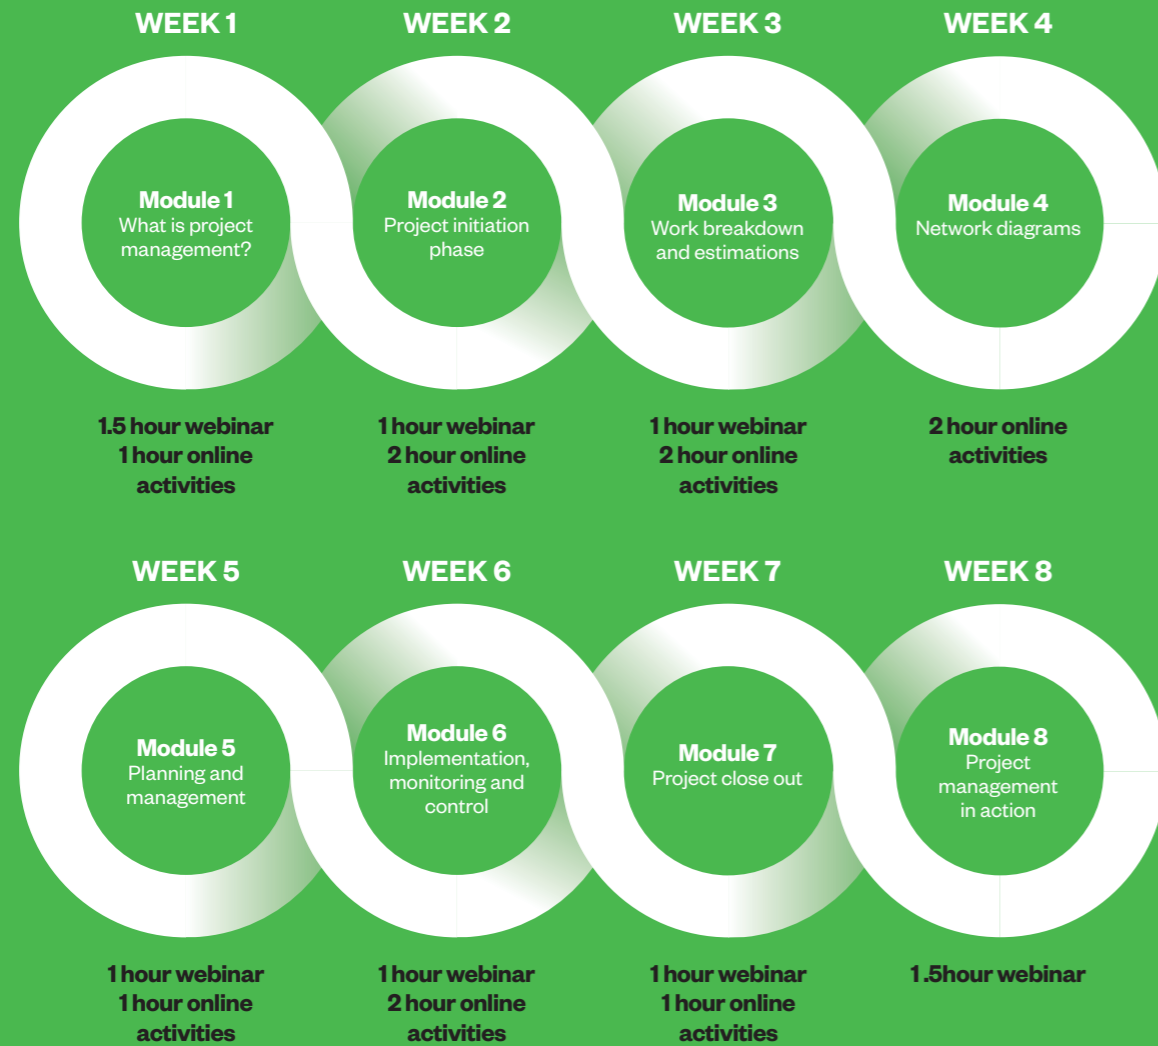 WEEK 1
WEEK 2
WEEK 3
WEEK 4
Module 1
What is project
management?
Module 2
Project initiation
phase
Module 3
Work breakdown
and estimations
Module 4
Network diagrams
1.5 hour webinar
1 hour online
activities
1 hour webinar
2 hour online
activities
1 hour webinar
2 hour online
activities
2 hour online
activities
WEEK 5
WEEK 6
WEEK 7
WEEK 8
Module 5
Planning and
management
Module 6
Implementation,
monitoring and
control
Module 7
Project close out
Module 8
Project
management
in action
1 hour webinar
1 hour online
activities
1 hour webinar
2 hour online
activities
1 hour webinar
1 hour online
activities
1.5hour webinar